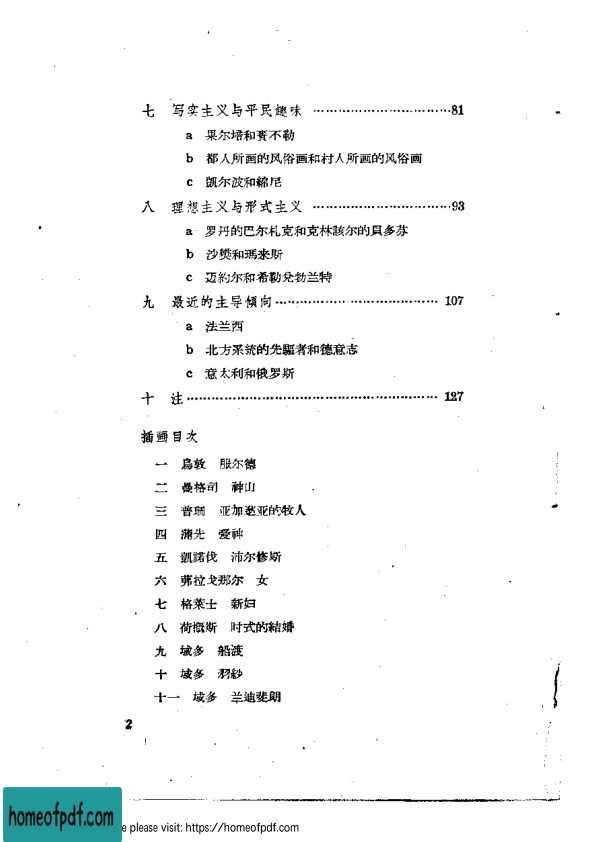 七 写实主义与平民趣味 ……………………………81
a 果尔培和赛不勒
b 都人所画的风俗画和村人所画的风俗画
c 凱尔波和綿尼
八 理想主义与形式主义 ……………………………93
a 罗丹的巴尔札克和克林該尔的貝多芬
b 沙樊和瑪来斯
c 迈約尔和希勒兌勃兰特
九 最近的主导傾向………………………………… 107
a 法兰西
b 北方系統的先驅者和德意志
c 意太利和俄罗斯
十 注…………………………………………………… 127
插画目次
一 烏敦 服尔德
二 曼格司 神山
三 普珊 亚加逖亚的牧人
四 蒲先 爱神
五 凱諾伐 沛尔修斯
六 茀拉戈那尔 女
七 格萊士 新妇
八 荷概斯 时式的結婚
九 域多 船渡
十 域多 羽紗
十一 域多 兰迪斐朗
2
homeofpdf.com
e please visit: https://homeofpdf.com